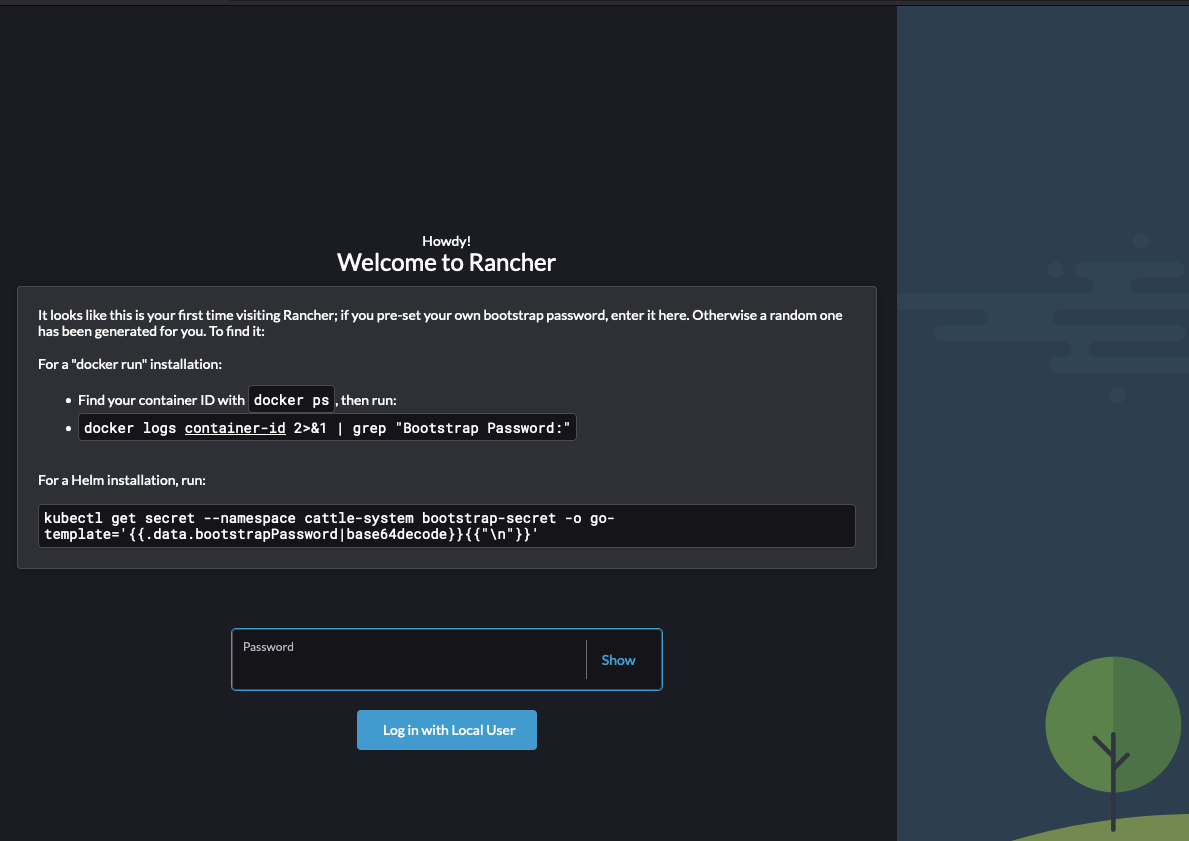 Howdy!
Welcome to Rancher
It looks like this is your first time visiting Rancher; if you pre-set your own bootstrap password, enter it here. Otherwise a random one
has been generated for you. To find it:
For a "docker run" installation:
• Find your container ID with docker ps, then run:
• docker logs container-id 2>&1 | grep "Bootstrap Password:"
For a Helm installation, run:
kubectl get secret --namespace cattle-system bootstrap-secret -o go-
template='{{.data.bootstrapPassword|base64decode}}{{"\n"}}'
Password
Show
Log in with Local User